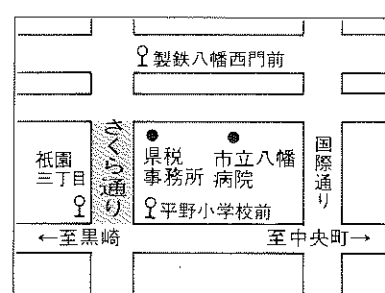 製鉄八幡西門前
さくら通り
祇園
三丁目
県税
事務所
市立八幡
病院
国際通り
平野小学校前
←至黒崎
至中央町→